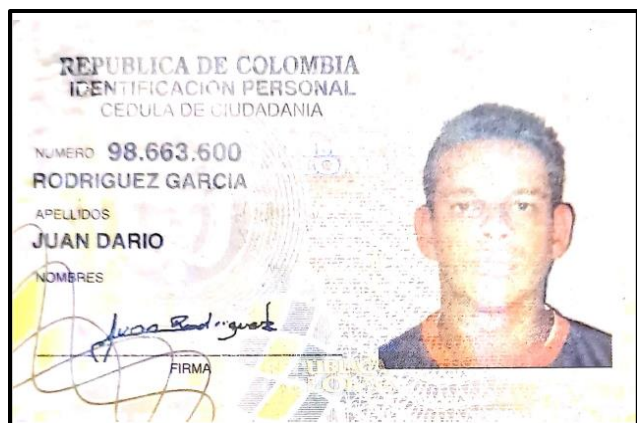 REPUBLICA DE COLOMBIA
IDENTIFICACION PERSONAL
CEDULA DE CIUDADANIA
NUMERO 98.663.600
RODRIGUEZ GARCIA
APELLIDOS
JUAN DARIO
NOMBRES
Juan Rodriguez
FIRMA